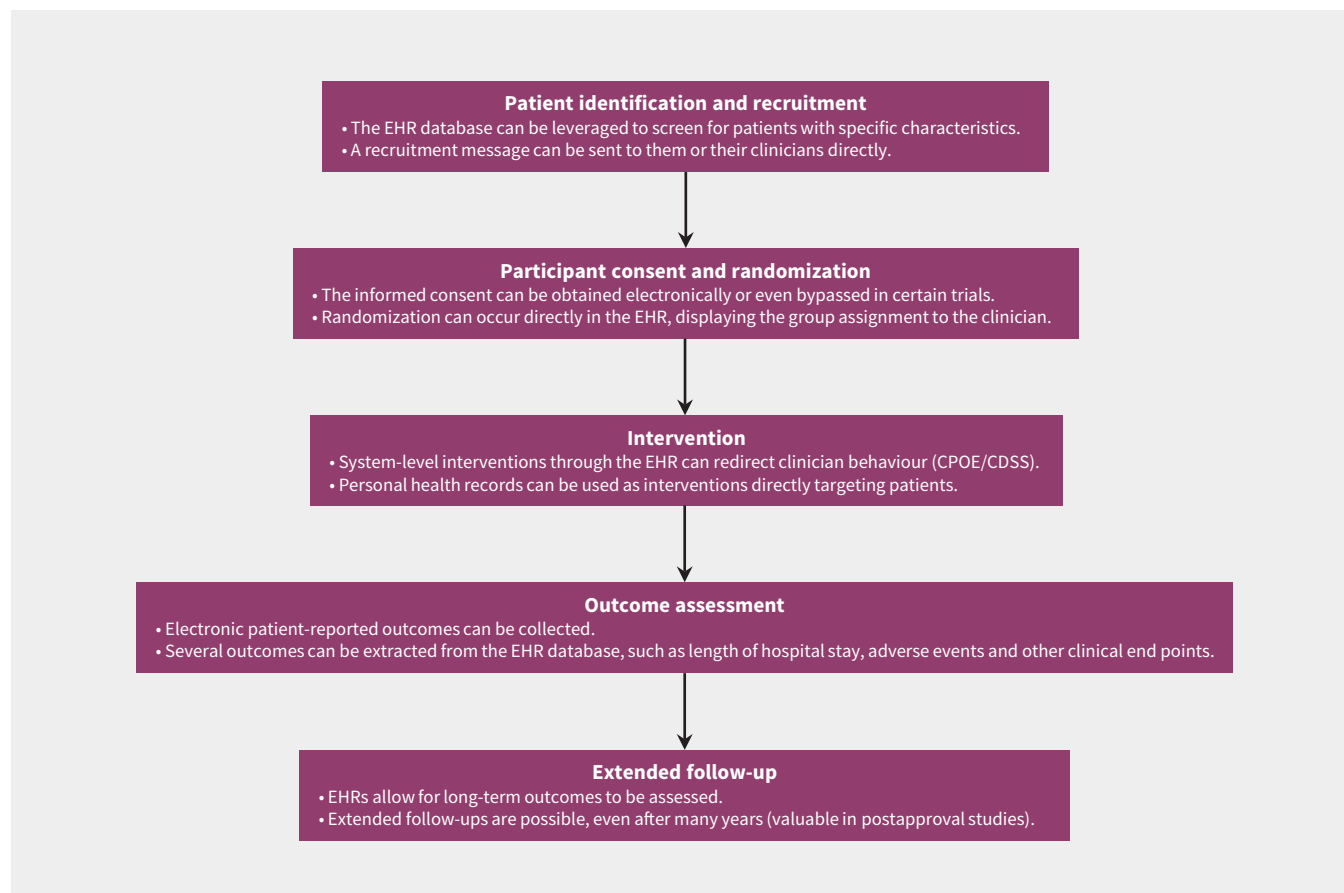 Patient identification and recruitment
• The EHR database can be leveraged to screen for patients with specific characteristics.
• A recruitment message can be sent to them or their clinicians directly.
Participant consent and randomization
• The informed consent can be obtained electronically or even bypassed in certain trials.
• Randomization can occur directly in the EHR, displaying the group assignment to the clinician.
Intervention
• System-level interventions through the EHR can redirect clinician behaviour (CPOE/CDSS).
• Personal health records can be used as interventions directly targeting patients.
Outcome assessment
• Electronic patient-reported outcomes can be collected.
• Several outcomes can be extracted from the EHR database, such as length of hospital stay, adverse events and other clinical end points.
Extended follow-up
• EHRs allow for long-term outcomes to be assessed.
• Extended follow-ups are possible, even after many years (valuable in postapproval studies).